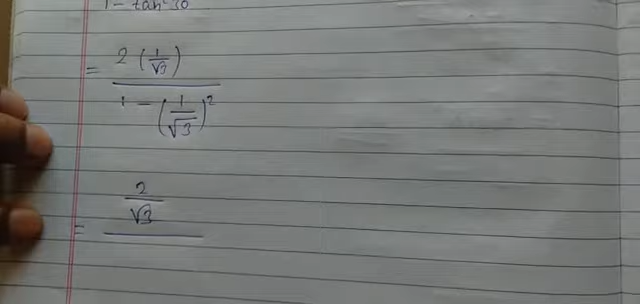 1 - tan² 30
= 2 (1/√3)
1 - (1/√3)²
= 2/√3